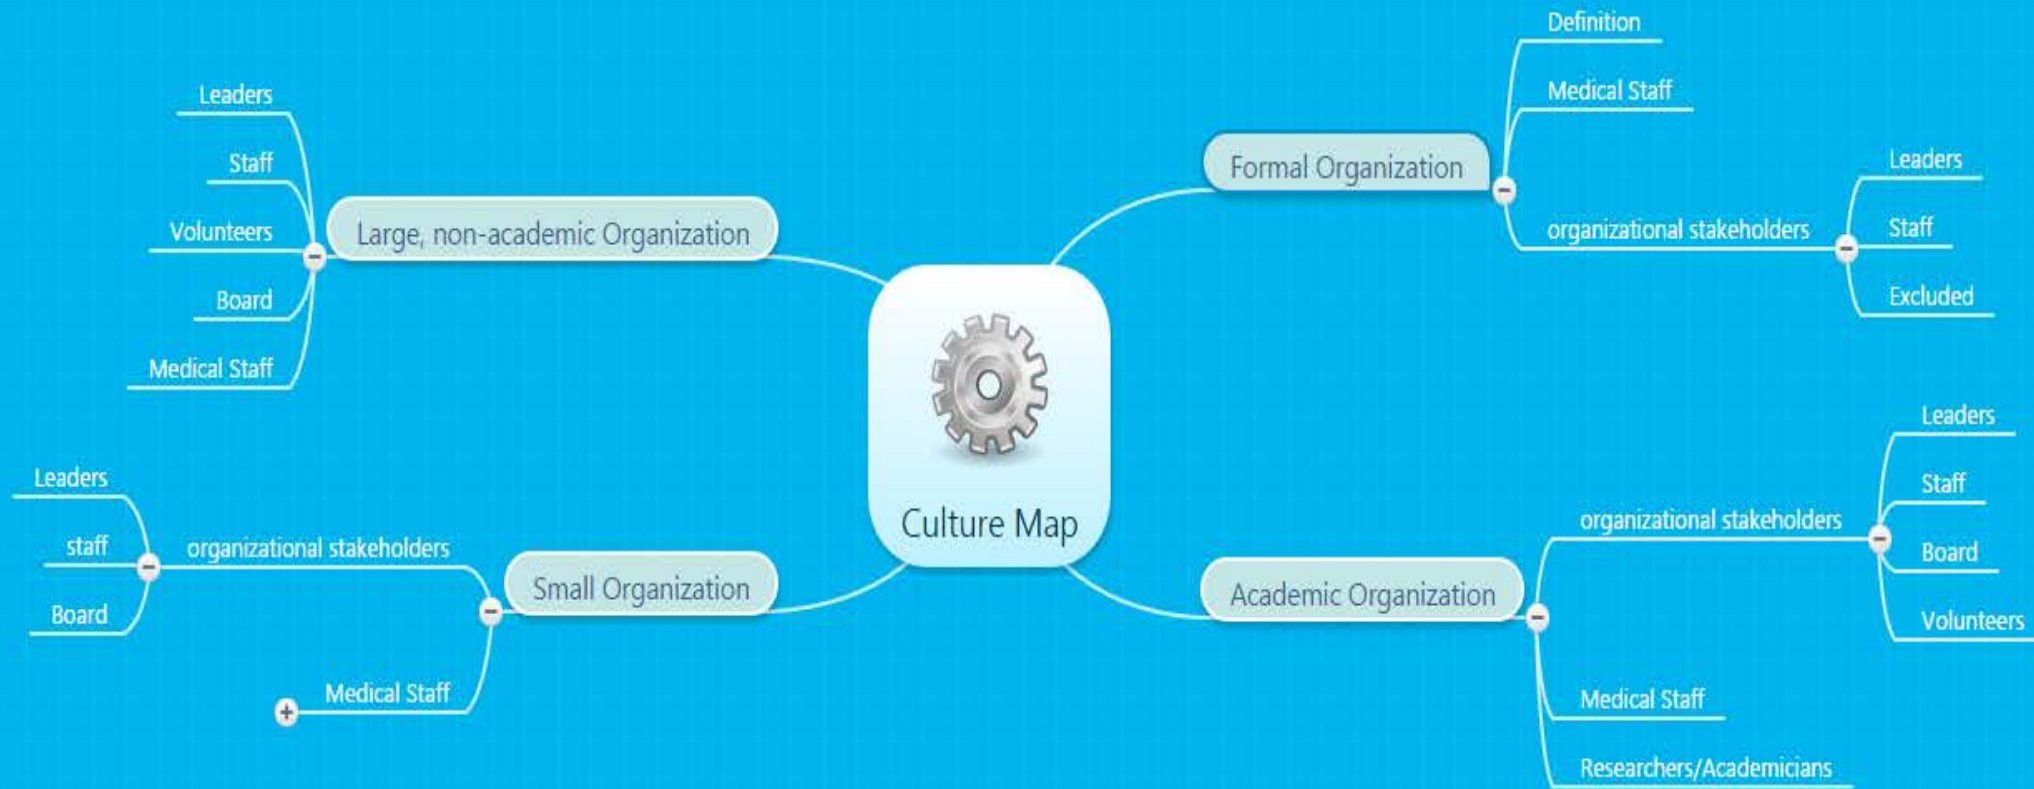 Culture Map
Formal Organization
Definition
Medical Staff
organizational stakeholders
Leaders
Staff
Excluded
Academic Organization
organizational stakeholders
Leaders
Staff
Board
Volunteers
Medical Staff
Researchers/Academicians
Large, non-academic Organization
Leaders
Staff
Volunteers
Board
Medical Staff
Small Organization
organizational stakeholders
Leaders
staff
Board
Medical Staff